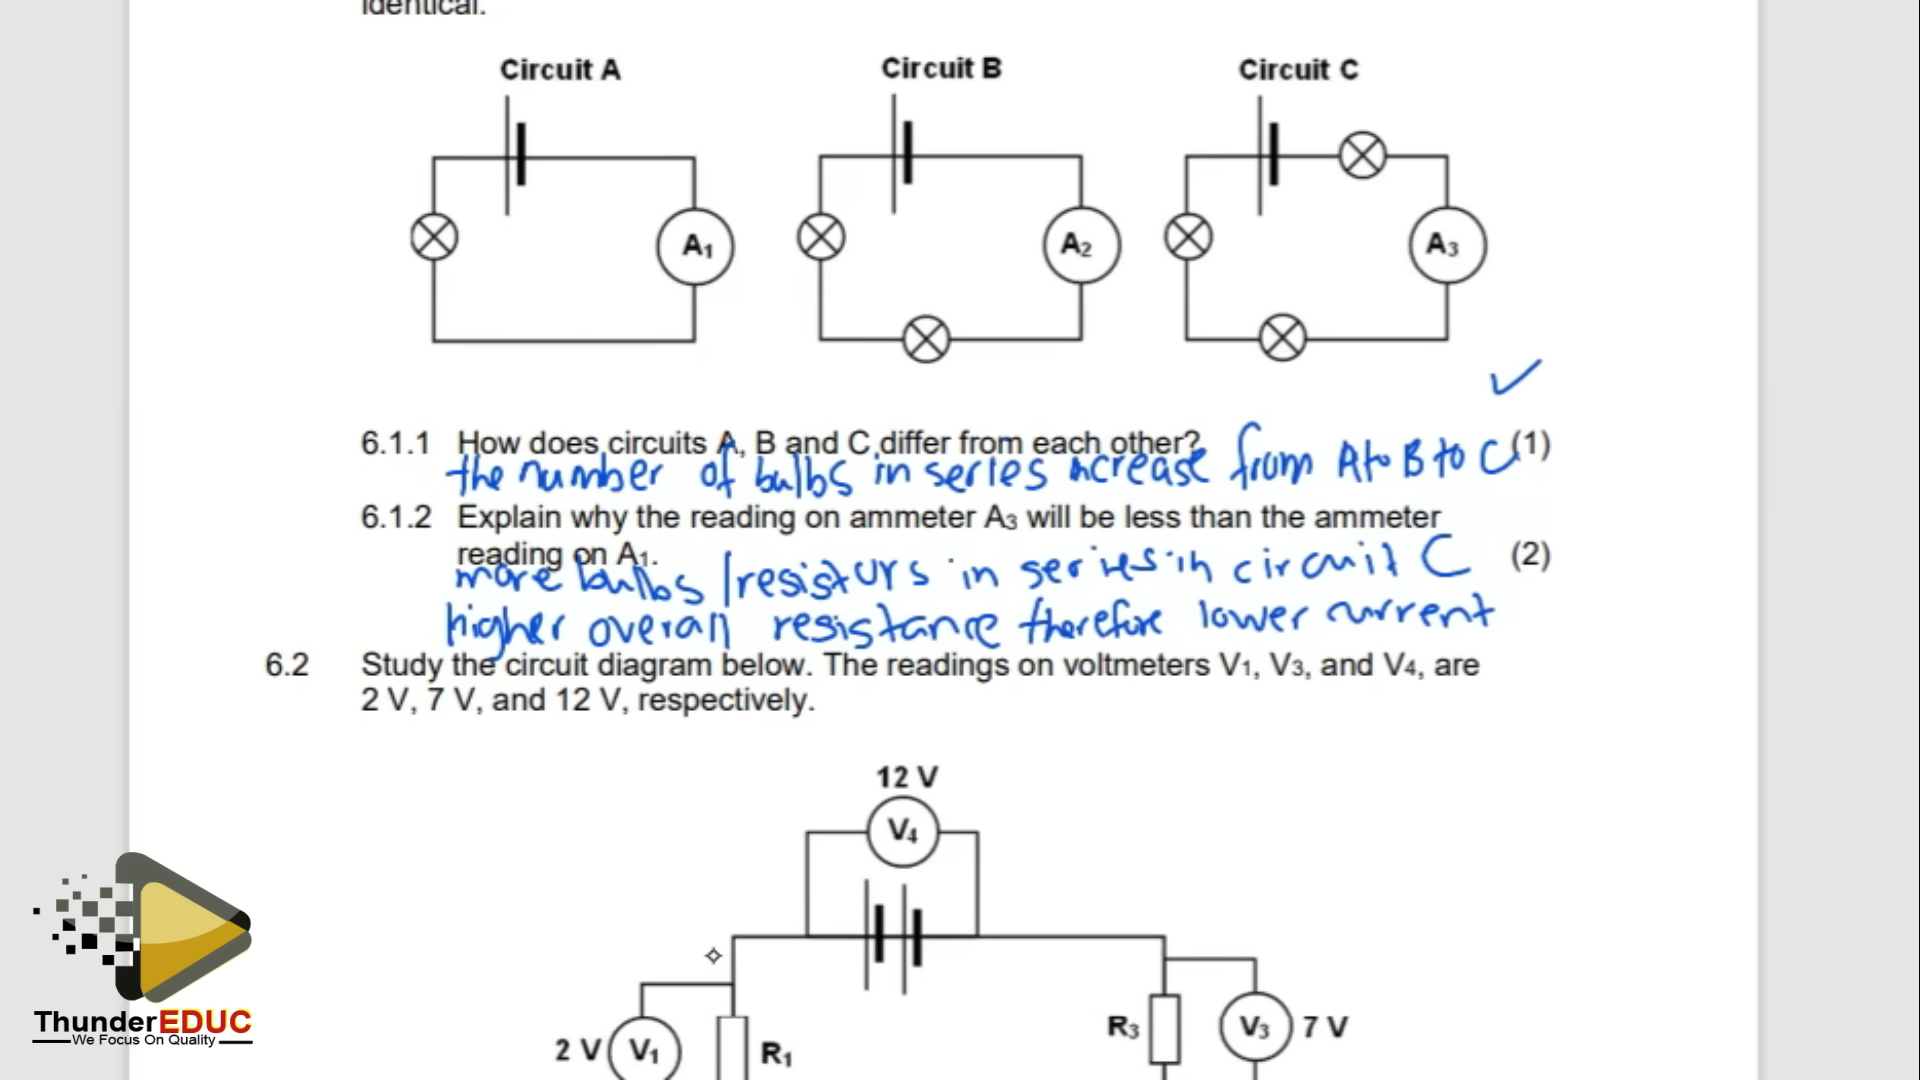 identical.
Circuit A Circuit B Circuit C
A1 A2 A3
6.1.1 How does circuits A, B and C differ from each other? (1)
the number of bulbs in series increase from A to B to C
6.1.2 Explain why the reading on ammeter A3 will be less than the ammeter
reading on A1. (2)
more bulbs /resistors in series in circuit C
higher overall resistance therefore lower current
6.2 Study the circuit diagram below. The readings on voltmeters V1, V3, and V4, are
2 V, 7 V, and 12 V, respectively.
12 V
V4
R3 V3 7 V
2 V V1 R1
ThunderEDUC
We Focus On Quality